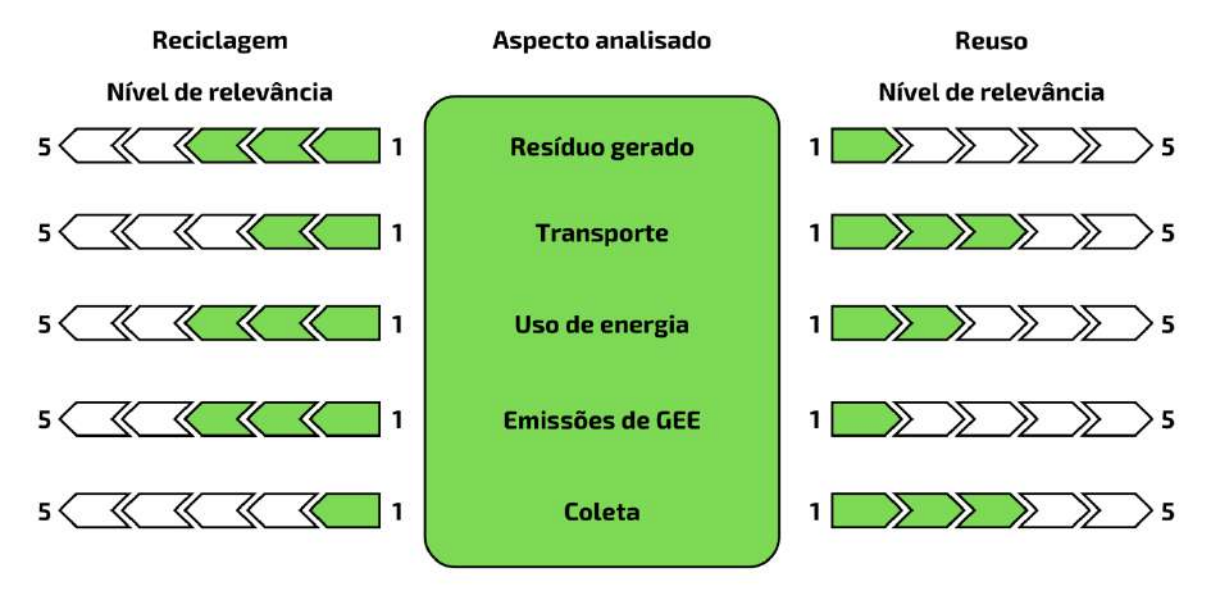 Reciclagem Aspecto analisado Reuso
Nível de relevância Nível de relevância
5 1 Resíduo gerado 1 5
5 1 Transporte 1 5
5 1 Uso de energia 1 5
5 1 Emissões de GEE 1 5
5 1 Coleta 1 5